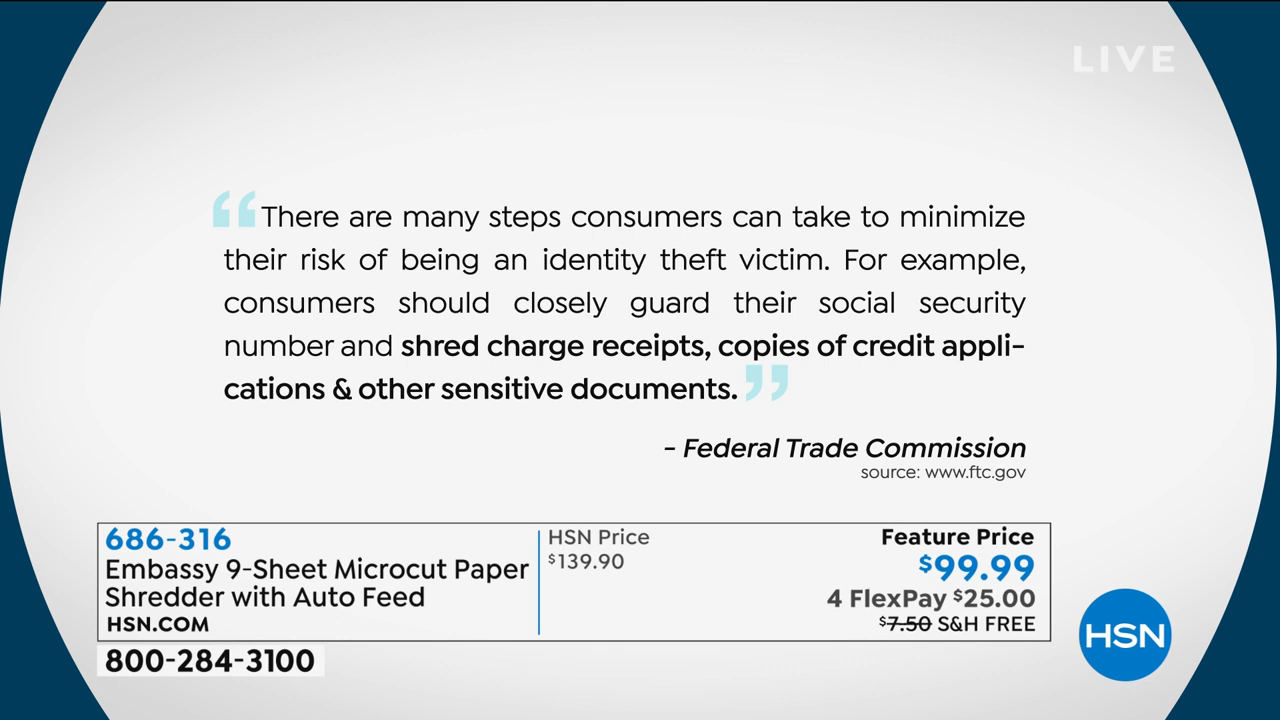 LIVE
“There are many steps consumers can take to minimize
their risk of being an identity theft victim. For example,
consumers should closely guard their social security
number and shred charge receipts, copies of credit appli-
cations & other sensitive documents.”
- Federal Trade Commission
source: www.ftc.gov
686-316
Embassy 9-Sheet Microcut Paper
Shredder with Auto Feed
HSN.COM
HSN Price
$139.90
Feature Price
$99.99
4 FlexPay $25.00
$7.50 S&H FREE
800-284-3100
HSN